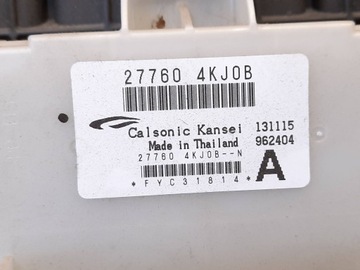 27760 4KJ0B
Calsonic Kansei 131115
Made in Thailand 962404
27760 4KJ0B--N
A
*FYC31814*